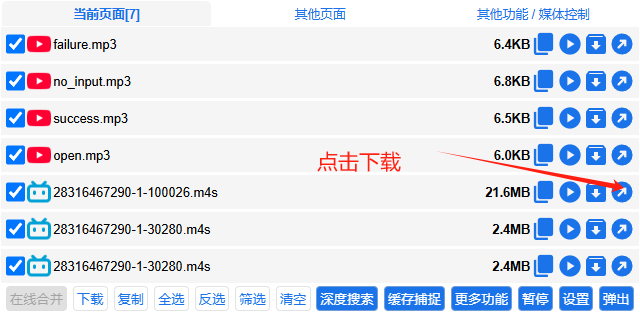 当前页面[7] 其他页面 其他功能 / 媒体控制
failure.mp3 6.4KB
no_input.mp3 6.8KB
success.mp3 6.5KB
open.mp3 6.0KB
点击下载
28316467290-1-100026.m4s 21.6MB
28316467290-1-30280.m4s 2.4MB
28316467290-1-30280.m4s 2.4MB
在线合并 下载 复制 全选 反选 筛选 清空 深度搜索 缓存捕捉 更多功能 暂停 设置 弹出